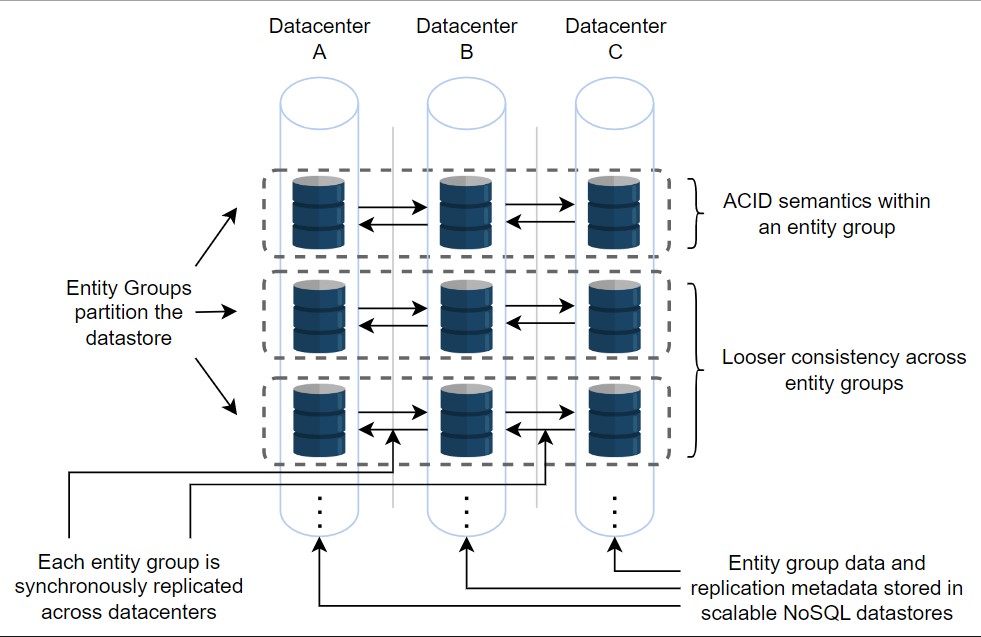 Datacenter
A
Datacenter
B
Datacenter
C
ACID semantics within
an entity group
Entity Groups
partition the
datastore
Looser consistency across
entity groups
Each entity group is
synchronously replicated
across datacenters
Entity group data and
replication metadata stored in
scalable NoSQL datastores